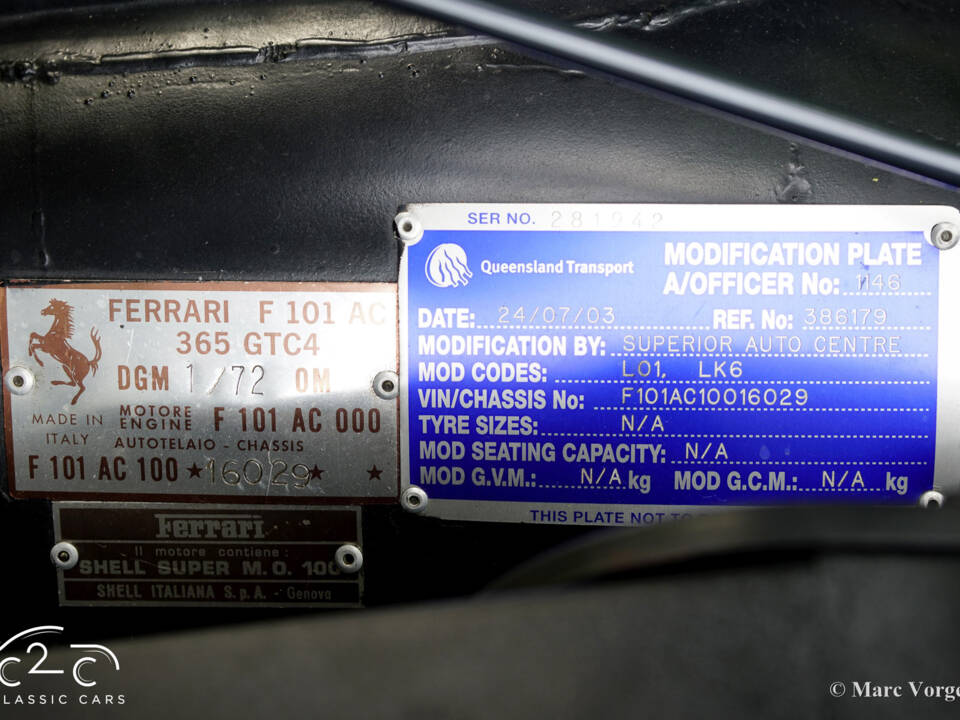 FERRARI F 101 AC
365 GTC4
DGM 1/72 OM
MADE IN ITALY
MOTORE ENGINE F 101 AC 000
AUTOTELAIO - CHASSIS
F 101 AC 100 ★16029★ ★
Ferrari
Il motore contiene :
SHELL SUPER M.O. 100
SHELL ITALIANA S.p.A. - Genova
SER NO. 281942
Queensland Transport
MODIFICATION PLATE
A/OFFICER No: 1146
DATE: 24/07/03 REF. No: 386179
MODIFICATION BY: SUPERIOR AUTO CENTRE
MOD CODES: LO1, LK6
VIN/CHASSIS No: F101AC10016029
TYRE SIZES: N/A
MOD SEATING CAPACITY: N/A
MOD G.V.M.: N/A kg MOD G.C.M.: N/A kg
THIS PLATE NOT
C2C
CLASSIC CARS
© Marc Vorge